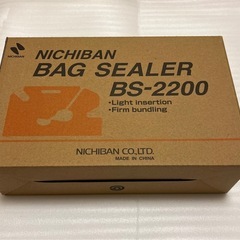 NICHIBAN
BAG SEALER
BS-2200
•Light insertion
•Firm bundling
NICHIBAN CO.,LTD.
MADE IN CHINA